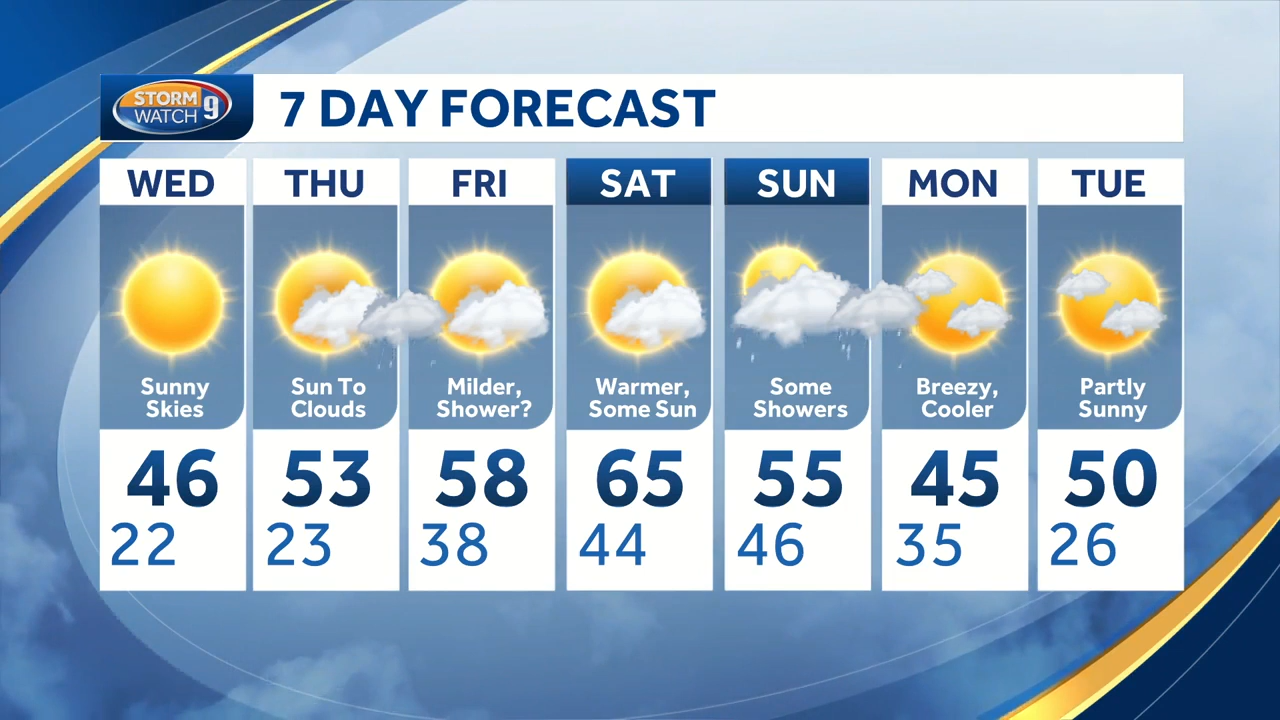 STORM
WATCH 9
7 DAY FORECAST
WED
THU
FRI
SAT
SUN
MON
TUE
Sunny
Skies
Sun To
Clouds
Milder,
Shower?
Warmer,
Some Sun
Some
Showers
Breezy,
Cooler
Partly
Sunny
46
53
58
65
55
45
50
22
23
38
44
46
35
26